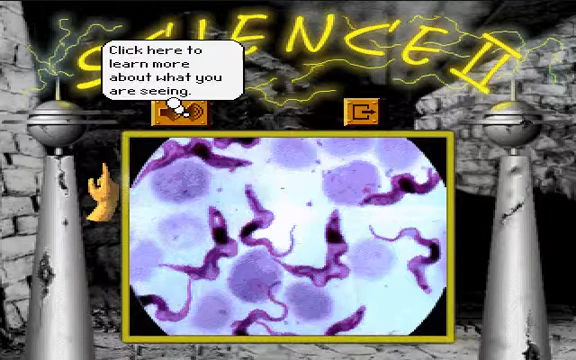 SCIENCE II
Click here to
learn more
about what you
are seeing.